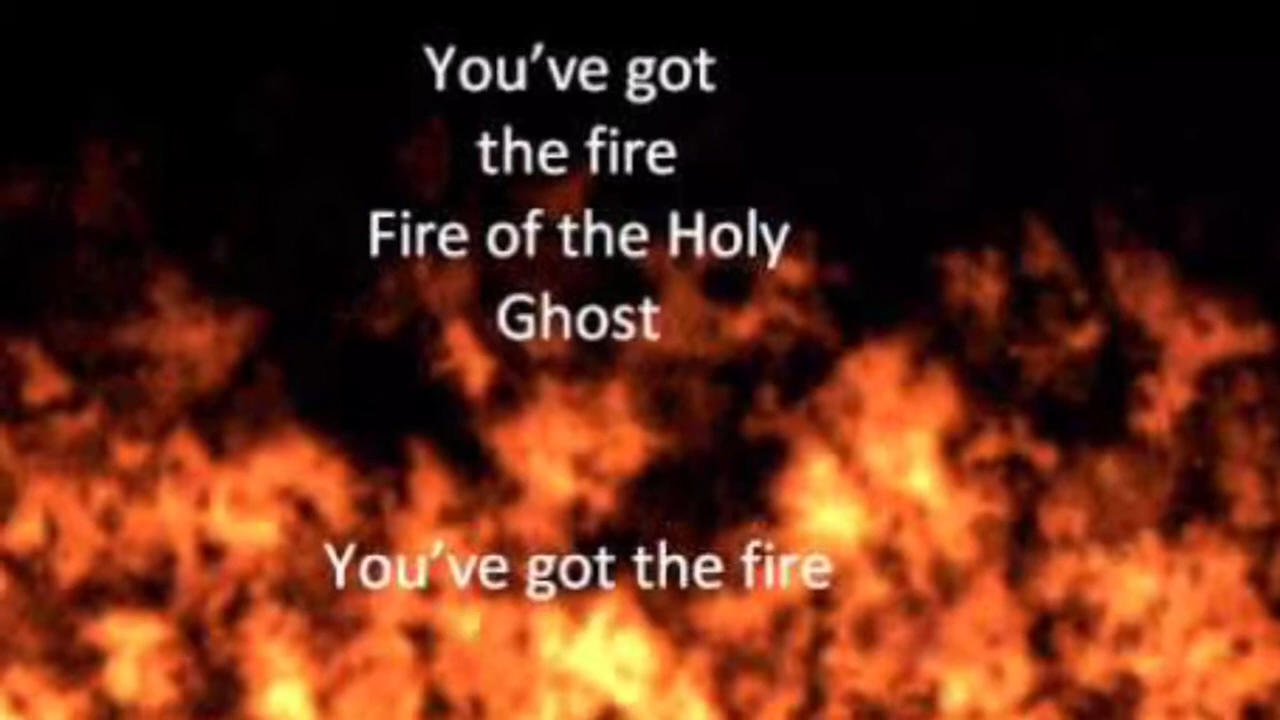 You’ve got
the fire
Fire of the Holy
Ghost
You’ve got the fire